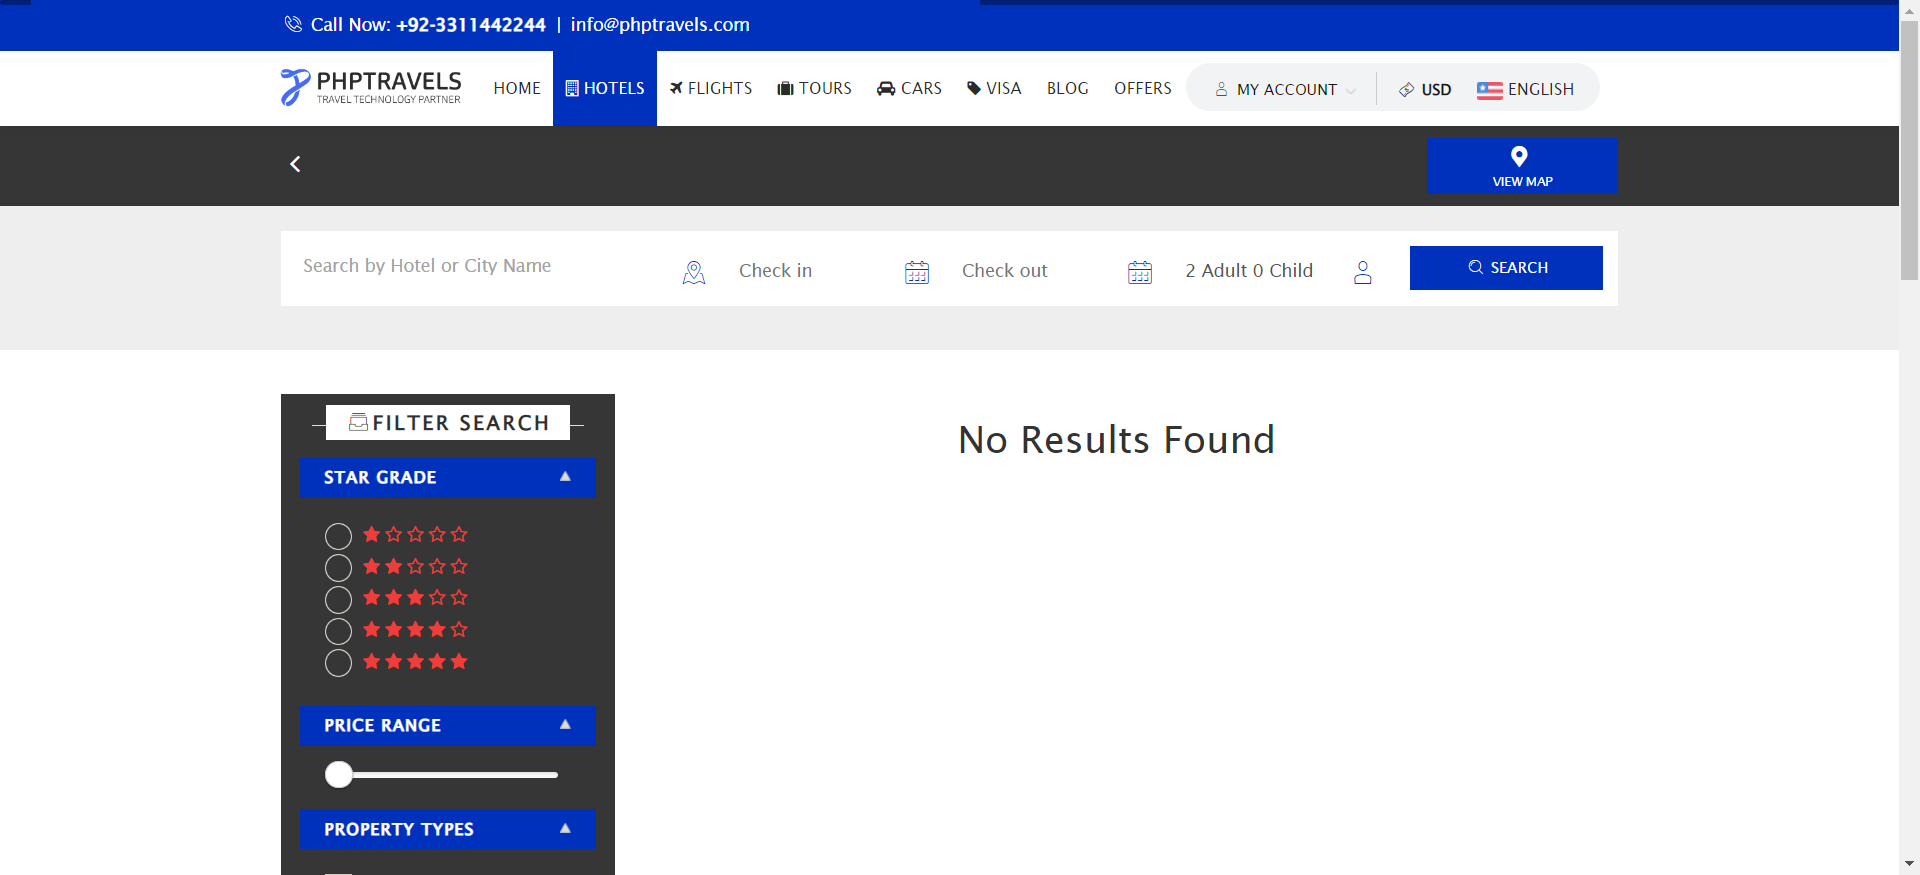 Call Now: +92-3311442244 | info@phptravels.com
PHPTRAVELS
TRAVEL TECHNOLOGY PARTNER
HOME HOTELS FLIGHTS TOURS CARS VISA BLOG OFFERS MY ACCOUNT USD ENGLISH
VIEW MAP
Search by Hotel or City Name Check in Check out 2 Adult 0 Child SEARCH
FILTER SEARCH
No Results Found
STAR GRADE
PRICE RANGE
PROPERTY TYPES